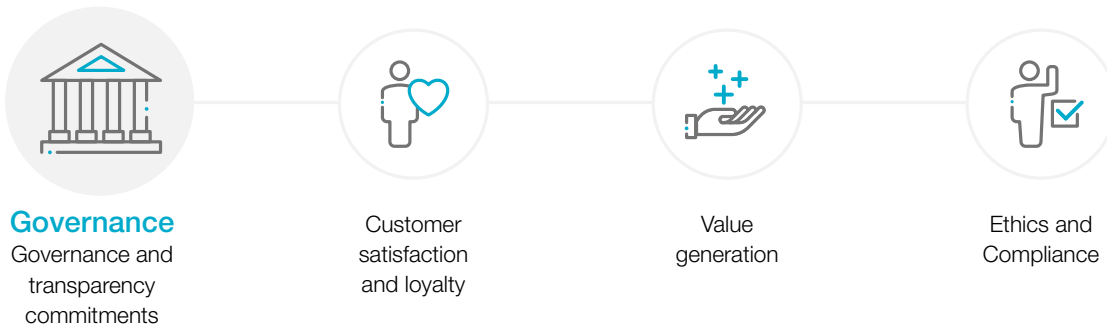 Governance
Governance and
transparency
commitments
Customer
satisfaction
and loyalty
Value
generation
Ethics and
Compliance